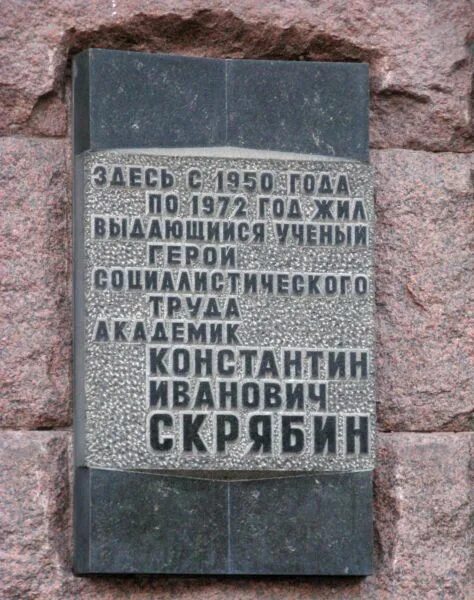 ЗДЕСЬ С 1950 ГОДА
ПО 1972 ГОД ЖИЛ
ВЫДАЮЩИЙСЯ УЧЕНЫЙ
ГЕРОЙ
СОЦИАЛИСТИЧЕСКОГО
ТРУДА
АКАДЕМИК
КОНСТАНТИН
ИВАНОВИЧ
СКРЯБИН